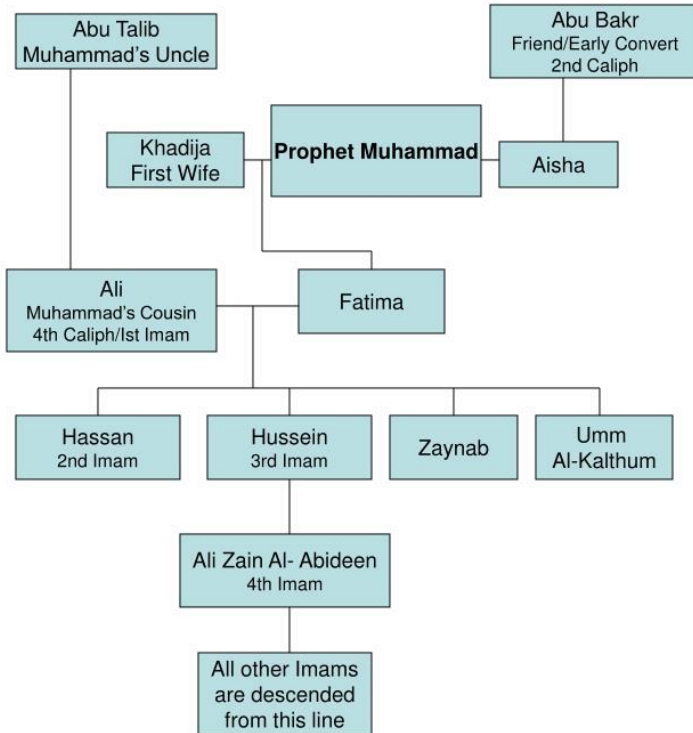 Abu Talib
Muhammad's Uncle
Abu Bakr
Friend/Early Convert
2nd Caliph
Khadija
First Wife
Prophet Muhammad
Aisha
Ali
Muhammad's Cousin
4th Caliph/Ist Imam
Fatima
Hassan
2nd Imam
Hussein
3rd Imam
Zaynab
Umm
Al-Kalthum
Ali Zain Al- Abideen
4th Imam
All other Imams
are descended
from this line